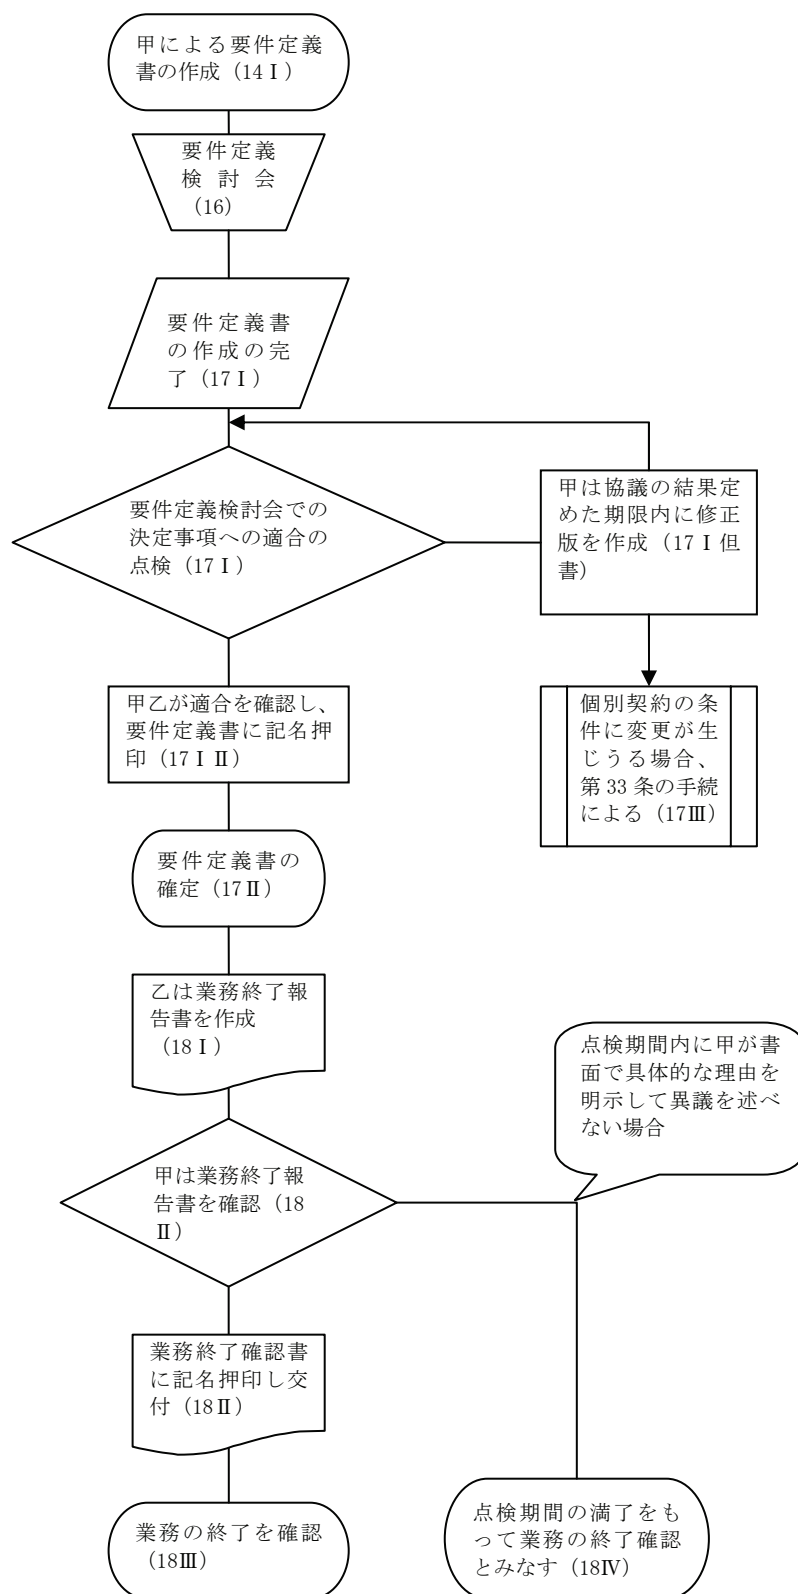 甲による要件定義
書の作成（14Ⅰ）
要件定義
検討会
（16）
要件定義書
の作成の完
了（17Ⅰ）
要件定義検討会での
決定事項への適合の
点検（17Ⅰ）
甲は協議の結果定
めた期限内に修正
版を作成（17Ⅰ但
書）
甲乙が適合を確認し、
要件定義書に記名押
印（17ⅠⅡ）
個別契約の条
件に変更が生
じうる場合、
第33条の手続
による（17Ⅲ）
要件定義書の
確定（17Ⅱ）
乙は業務終了報
告書を作成
（18Ⅰ）
点検期間内に甲が書
面で具体的な理由を
明示して異議を述べ
ない場合
甲は業務終了報
告書を確認（18
Ⅱ）
業務終了確認書
に記名押印し交
付（18Ⅱ）
業務の終了を確認
（18Ⅲ）
点検期間の満了をも
って業務の終了確認
とみなす（18Ⅳ）